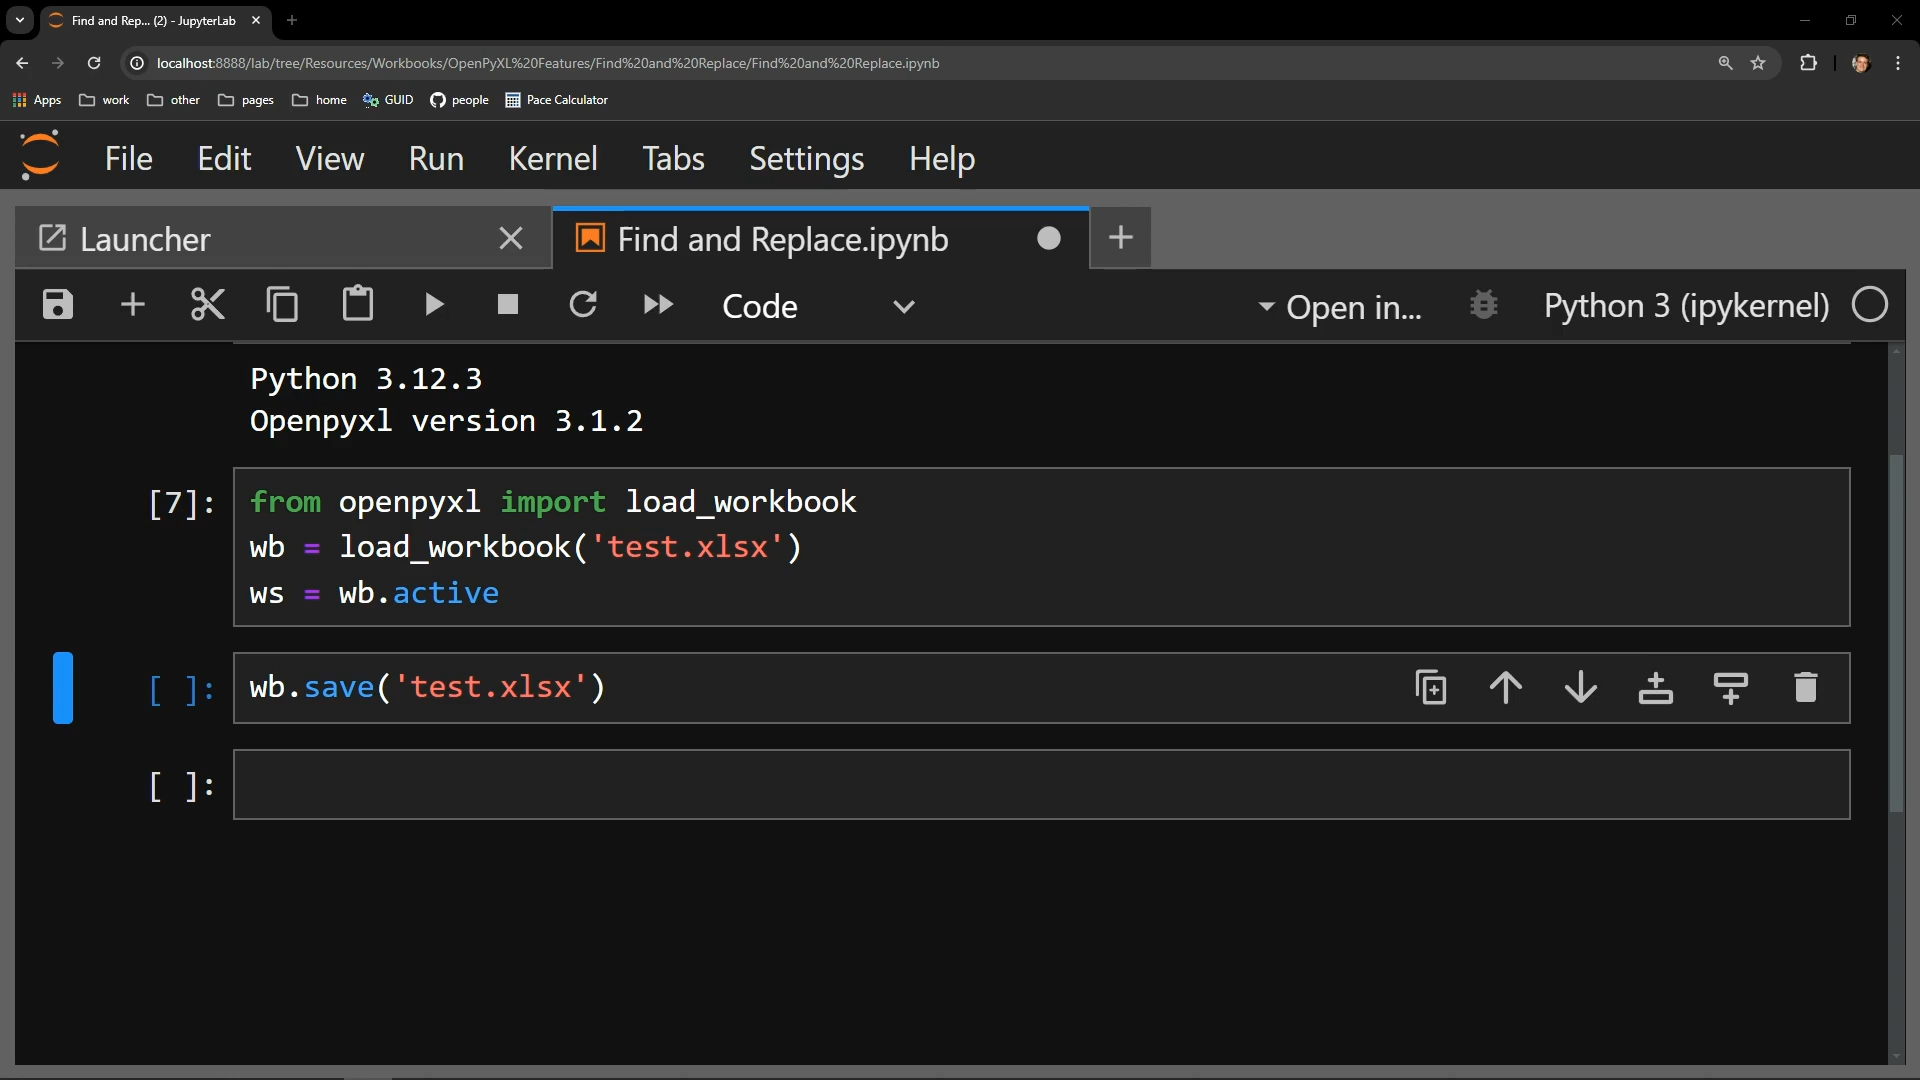 Find and Rep... (2) - JupyterLab
localhost:8888/lab/tree/Resources/Workbooks/OpenPyXL%20Features/Find%20and%20Replace/Find%20and%20Replace.ipynb
Apps work other pages home GUID people Pace Calculator
File Edit View Run Kernel Tabs Settings Help
Launcher Find and Replace.ipynb
Code Open in... Python 3 (ipykernel)
Python 3.12.3
Openpyxl version 3.1.2
[7]: from openpyxl import load_workbook
wb = load_workbook('test.xlsx')
ws = wb.active
[ ]: wb.save('test.xlsx')
[ ]: